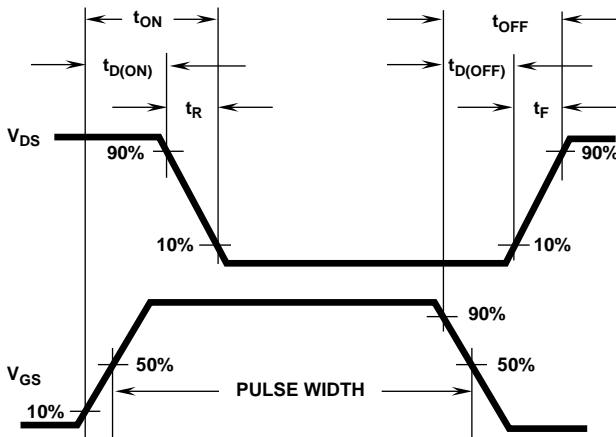 tON
tOFF
tD(ON)
tD(OFF)
tR
tF
VDS
90%
90%
10%
10%
90%
50%
50%
VGS
PULSE WIDTH
10%